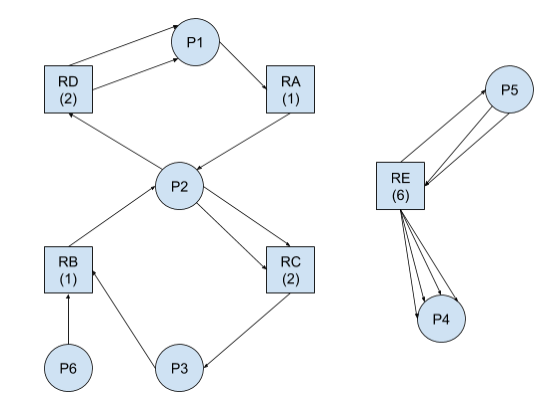 P1
RD
(2)
RA
(1)
P5
P2
RE
(6)
RB
(1)
RC
(2)
P4
P6
P3